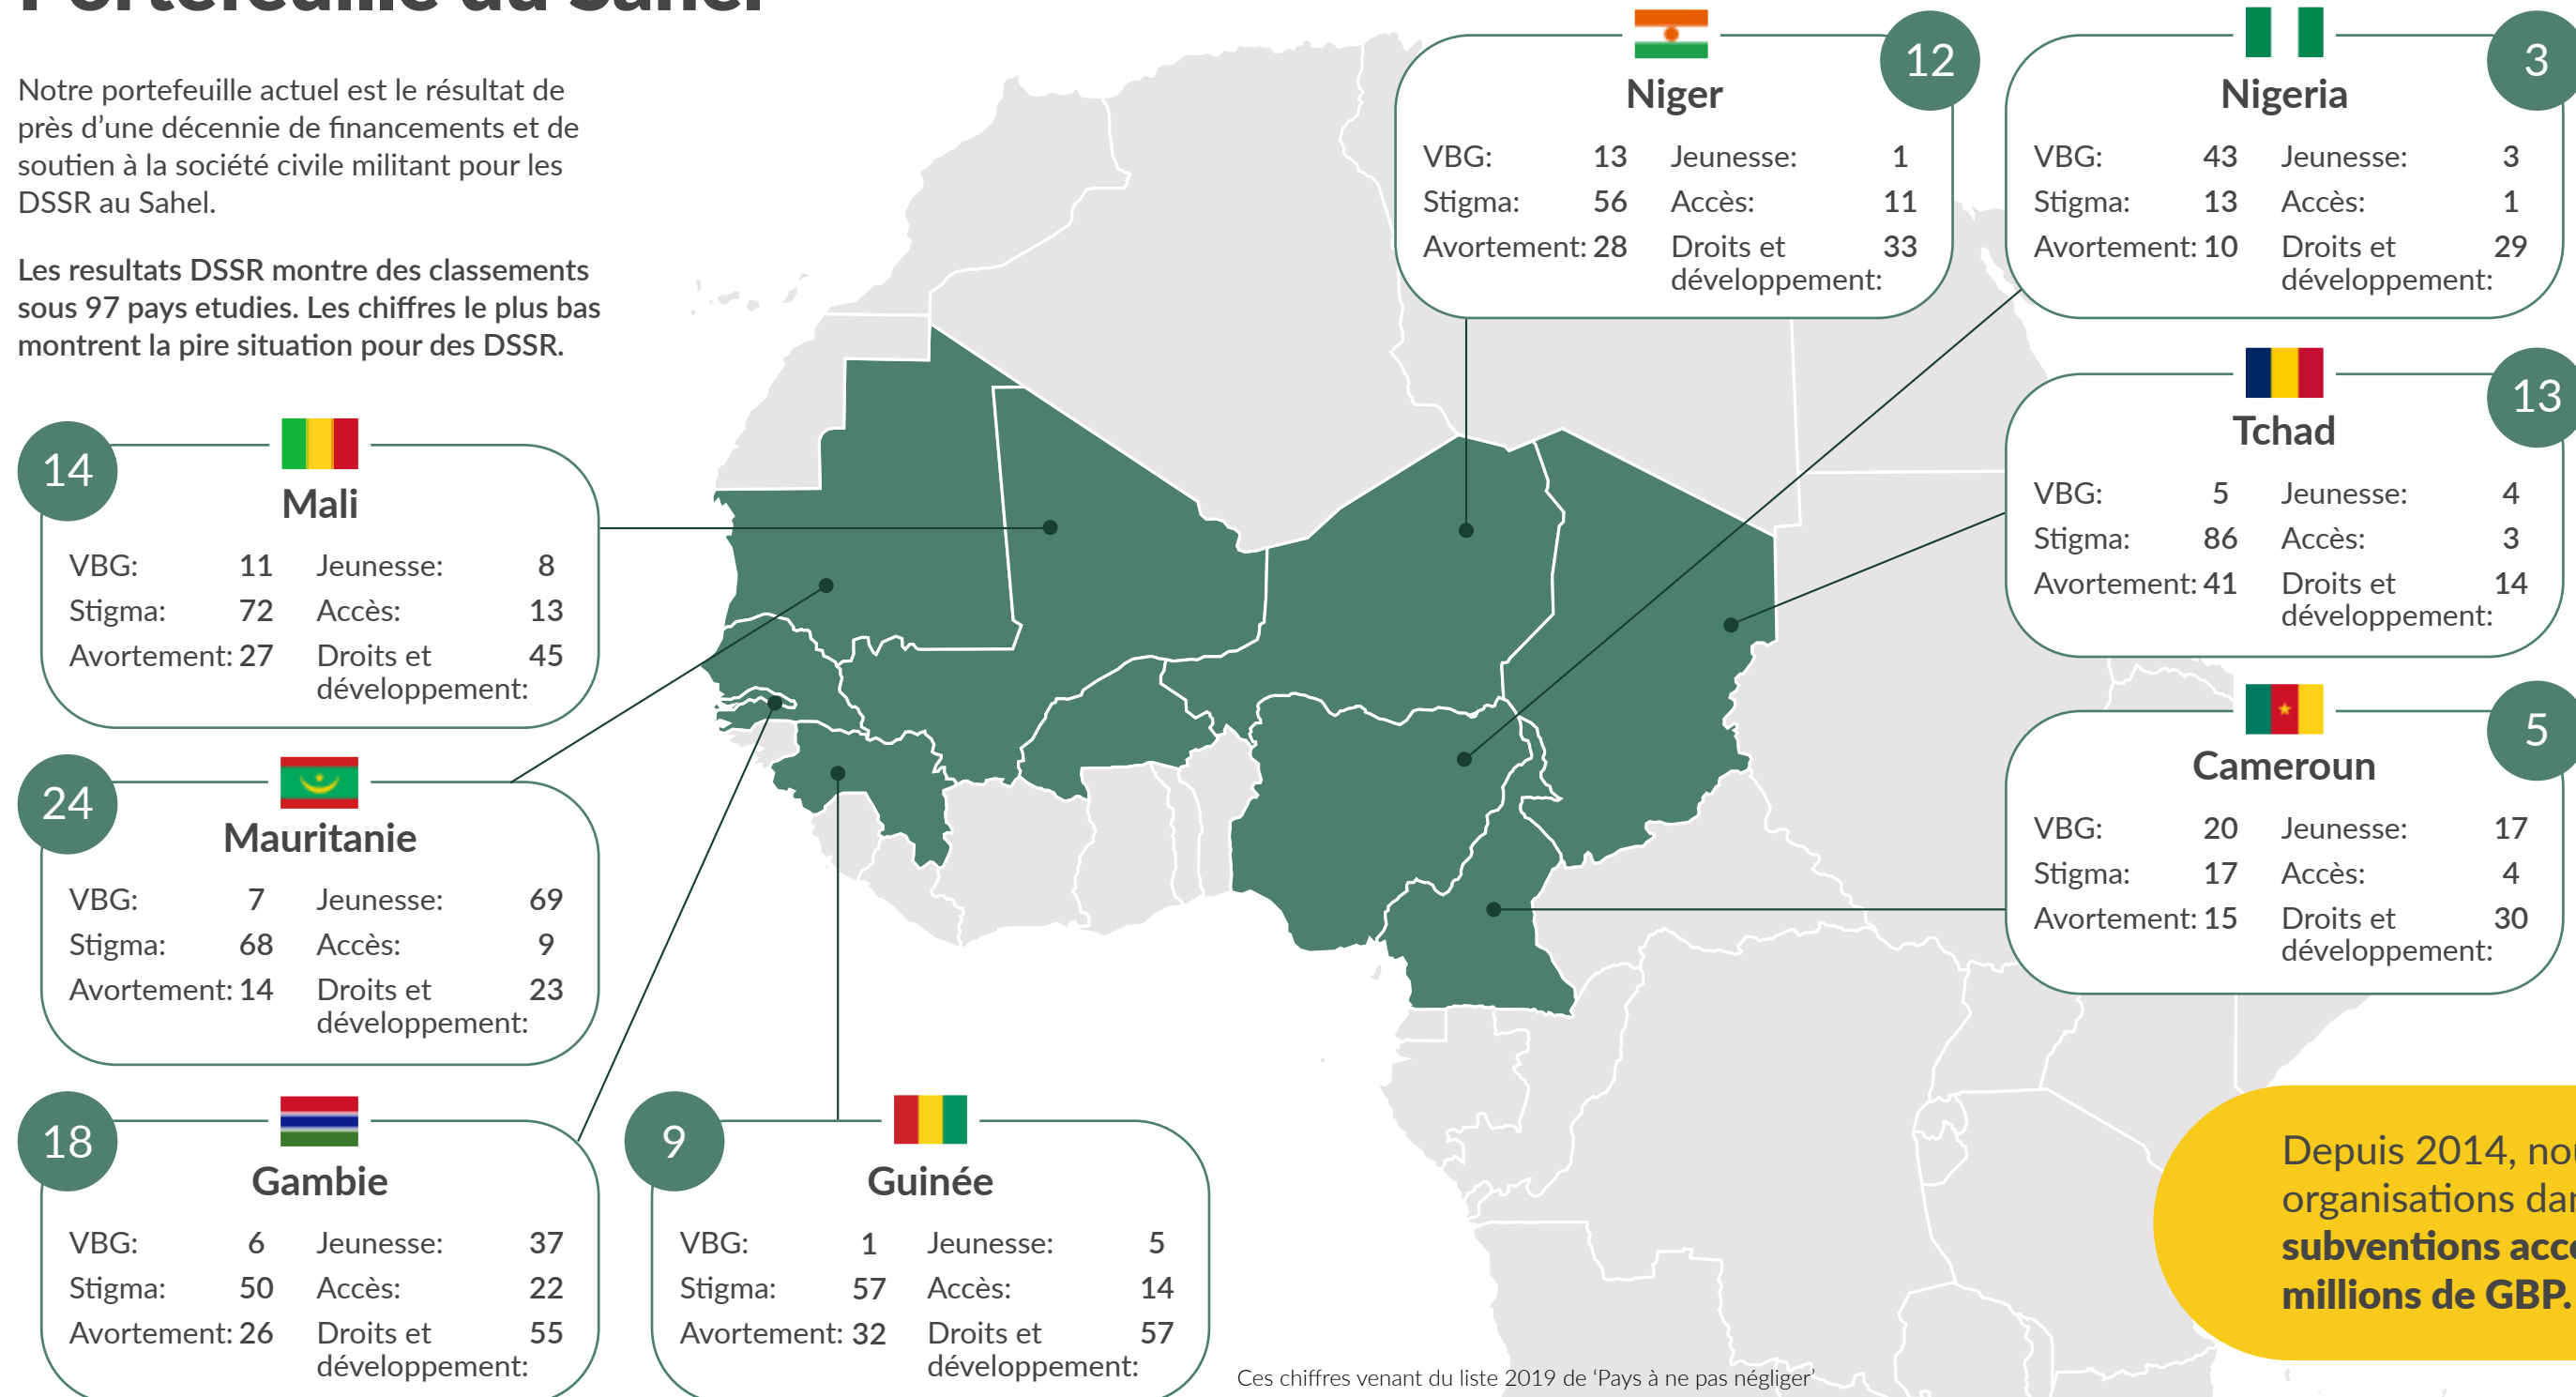 Portefeuille du Sahel
Notre portefeuille actuel est le résultat de
près d’une décennie de financements et de
soutien à la société civile militant pour les
DSSR au Sahel.
Les resultats DSSR montre des classements
sous 97 pays etudies. Les chiffres le plus bas
montrent la pire situation pour des DSSR.
12
Niger
VBG: 13 Jeunesse: 1
Stigma: 56 Accès: 11
Avortement: 28 Droits et 33
développement:
3
Nigeria
VBG: 43 Jeunesse: 3
Stigma: 13 Accès: 1
Avortement: 10 Droits et 29
développement:
13
Tchad
VBG: 5 Jeunesse: 4
Stigma: 86 Accès: 3
Avortement: 41 Droits et 14
développement:
14
Mali
VBG: 11 Jeunesse: 8
Stigma: 72 Accès: 13
Avortement: 27 Droits et 45
développement:
5
Cameroun
VBG: 20 Jeunesse: 17
Stigma: 17 Accès: 4
Avortement: 15 Droits et 30
développement:
24
Mauritanie
VBG: 7 Jeunesse: 69
Stigma: 68 Accès: 9
Avortement: 14 Droits et 23
développement:
18
Gambie
VBG: 6 Jeunesse: 37
Stigma: 50 Accès: 22
Avortement: 26 Droits et 55
développement:
9
Guinée
VBG: 1 Jeunesse: 5
Stigma: 57 Accès: 14
Avortement: 32 Droits et 57
développement:
Depuis 2014,
organisations
subventions
millions de GBP.
Ces chiffres venant du liste 2019 de ‘Pays à ne pas négliger’